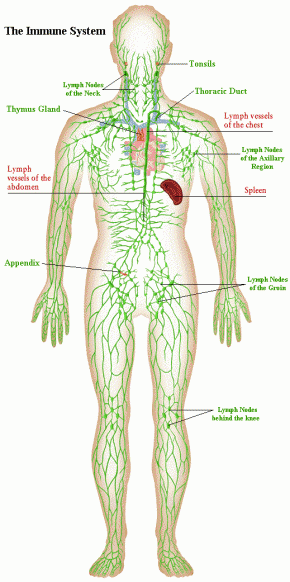 The Immune System
Tonsils
Lymph Nodes
of the Neck
Thoracic Duct
Thymus Gland
Lymph vessels
of the chest
Lymph Nodes
of the Axillary
Region
Lymph
vessels of the
abdomen
Spleen
Appendix
Lymph Nodes
of the Groin
Lymph Nodes
behind the knee